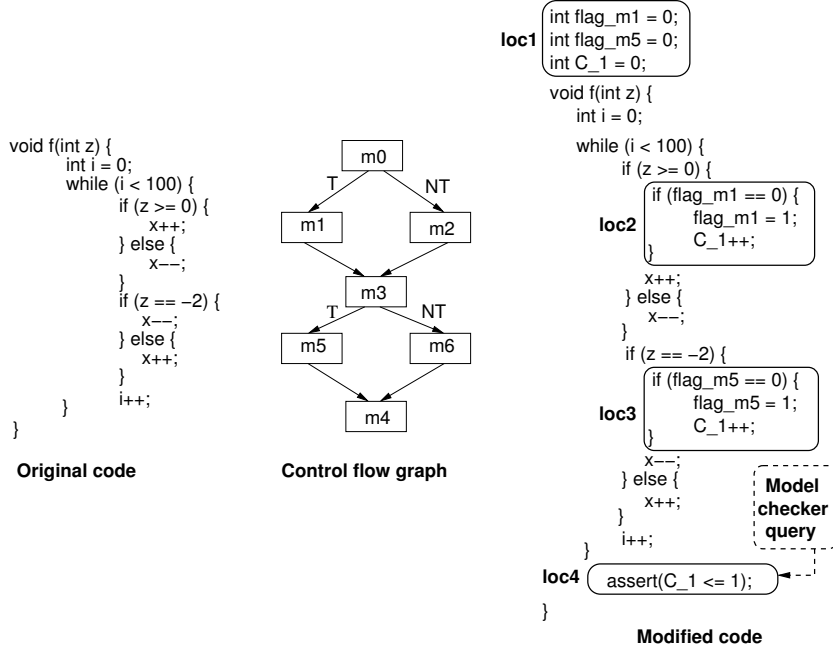 void f(int z) {
int i = 0;
while (i < 100) {
if (z >= 0) {
x++;
} else {
x−−;
}
if (z == −2) {
x−−;
} else {
x++;
}
i++;
}
}
Original code
m0
T NT
m1 m2
m3
T NT
m5 m6
m4
Control flow graph
loc1
int flag_m1 = 0;
int flag_m5 = 0;
int C_1 = 0;
void f(int z) {
int i = 0;
while (i < 100) {
if (z >= 0) {
loc2
if (flag_m1 == 0) {
flag_m1 = 1;
C_1++;
}
x++;
} else {
x−−;
}
if (z == −2) {
loc3
if (flag_m5 == 0) {
flag_m5 = 1;
C_1++;
}
x−−;
} else {
x++;
}
i++;
}
Model
checker
query
loc4 assert(C_1 <= 1);
}
Modified code